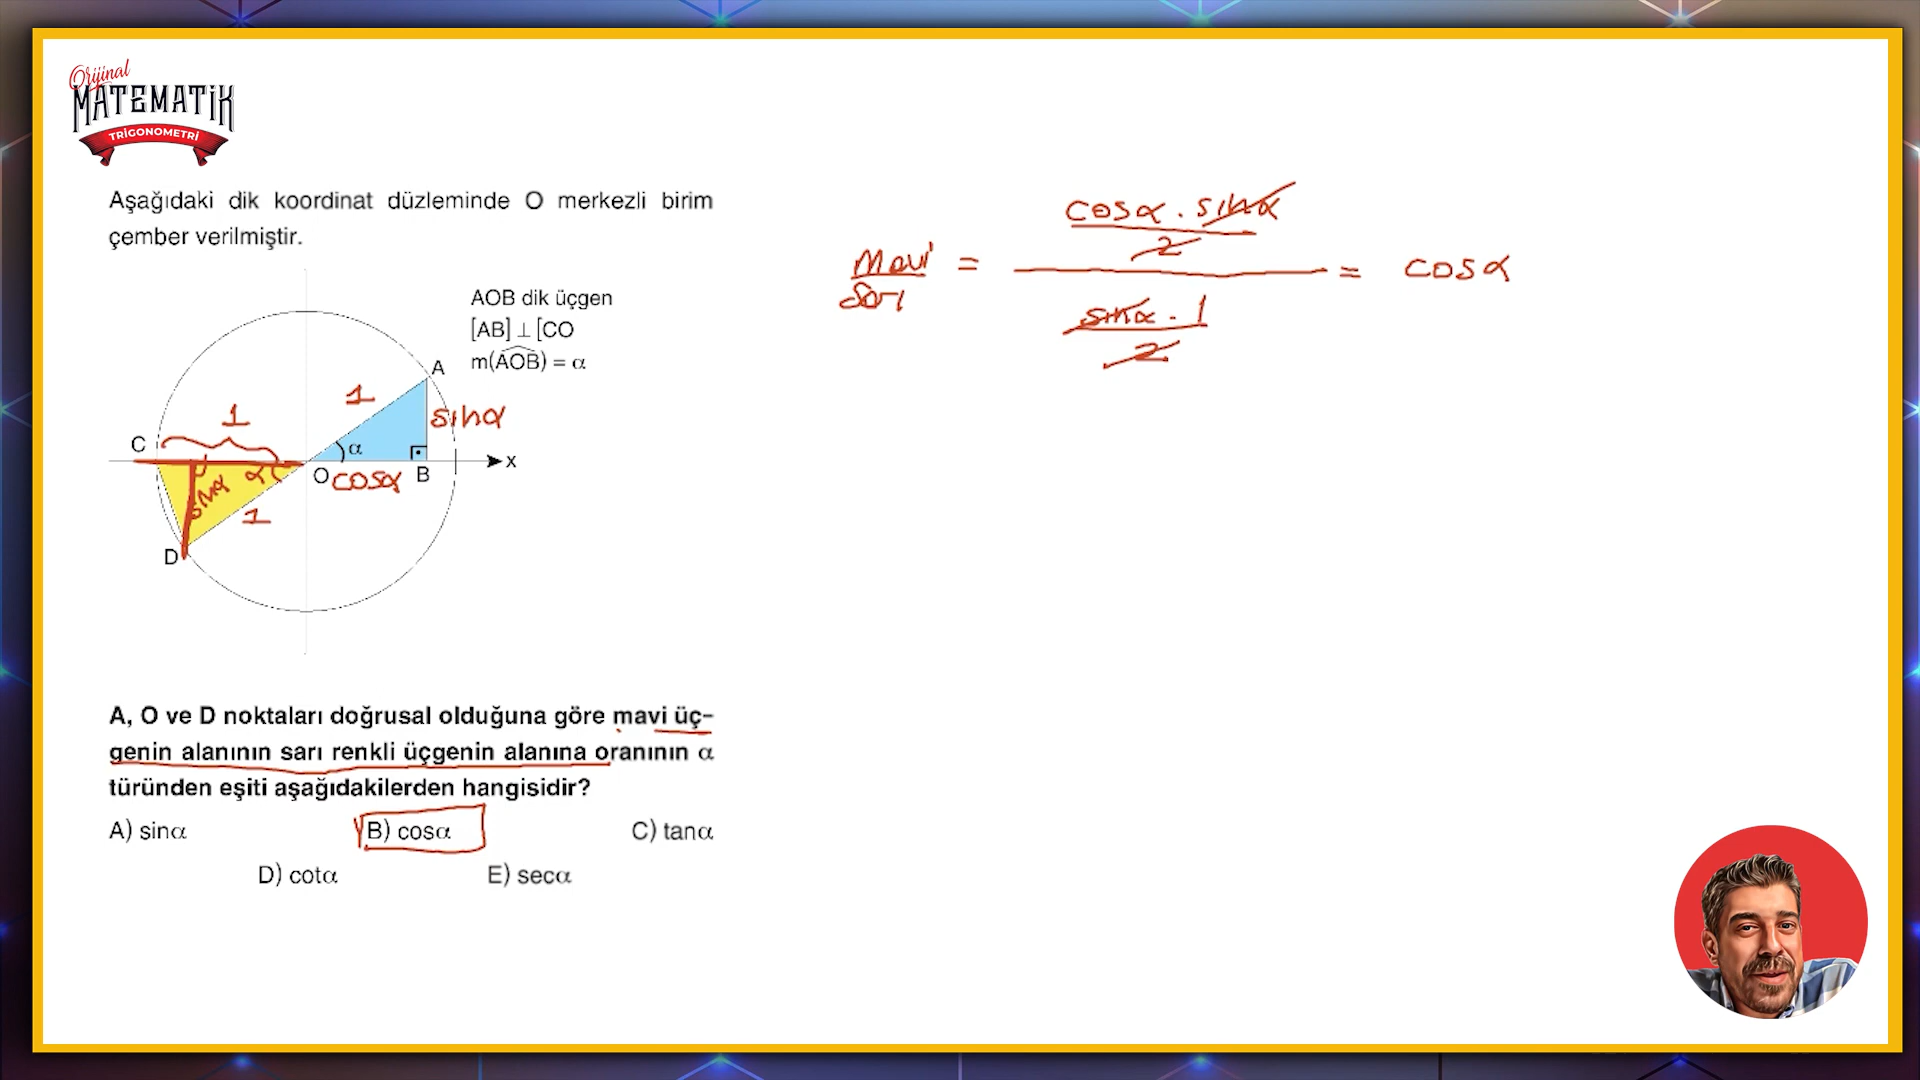 Orijinal
MATEMATİK
TRİGONOMETRİ
Aşağıdaki dik koordinat düzleminde O merkezli birim
çember verilmiştir.
AOB dik üçgen
[AB] ⊥ [CO
m(AOB) = α
A
1
1
sinα
C
α
O
B
x
cosα
α
sinα
1
D
A, O ve D noktaları doğrusal olduğuna göre mavi üç-
genin alanının sarı renkli üçgenin alanına oranının α
türünden eşiti aşağıdakilerden hangisidir?
A) sinα
B) cosα
C) tanα
D) cotα
E) secα
cosα . sinα
2
Mavi
Sarı
=
= cosα
sinα . 1
2